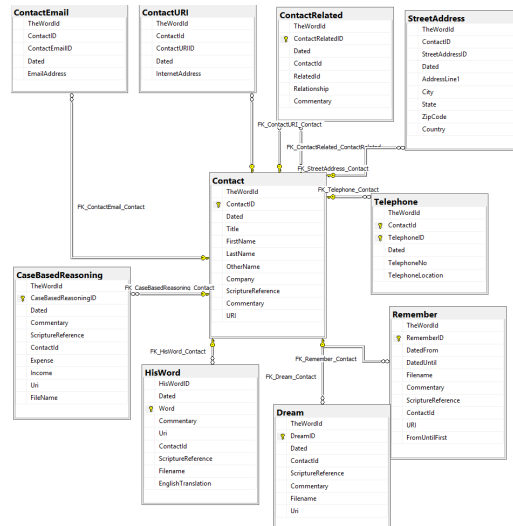 ContactEmail
TheWordId
ContactID
ContactEmailID
Dated
EmailAddress
ContactURI
TheWordId
ContactId
ContactURIID
Dated
InternetAddress
ContactRelated
TheWordId
ContactRelatedID
Dated
ContactId
RelatedId
Relationship
Commentary
StreetAddress
TheWordId
ContactID
StreetAddressID
Dated
AddressLine1
City
State
ZipCode
Country
FK_ContactURI_Contact
FK_ContactRelated_ContactRelated
FK_StreetAddress_Contact
FK_Telephone_Contact
FK_ContactEmail_Contact
Contact
TheWordId
ContactID
Dated
Title
FirstName
LastName
OtherName
Company
ScriptureReference
Commentary
URI
Telephone
TheWordId
ContactId
TelephoneID
Dated
TelephoneNo
TelephoneLocation
CaseBasedReasoning
TheWordId
CaseBasedReasoningID
Dated
Commentary
ScriptureReference
ContactId
Expense
Income
Uri
FileName
FK_CaseBasedReasoning_Contact
FK_HisWord_Contact
FK_Remember_Contact
FK_Dream_Contact
Remember
TheWordId
RememberID
DatedFrom
DatedUntil
Filename
Commentary
ScriptureReference
ContactId
URI
FromUntilFirst
HisWord
HisWordID
Dated
Word
Commentary
Uri
ContactId
ScriptureReference
Filename
EnglishTranslation
Dream
TheWordId
DreamID
Dated
ContactId
ScriptureReference
Commentary
Filename
Uri